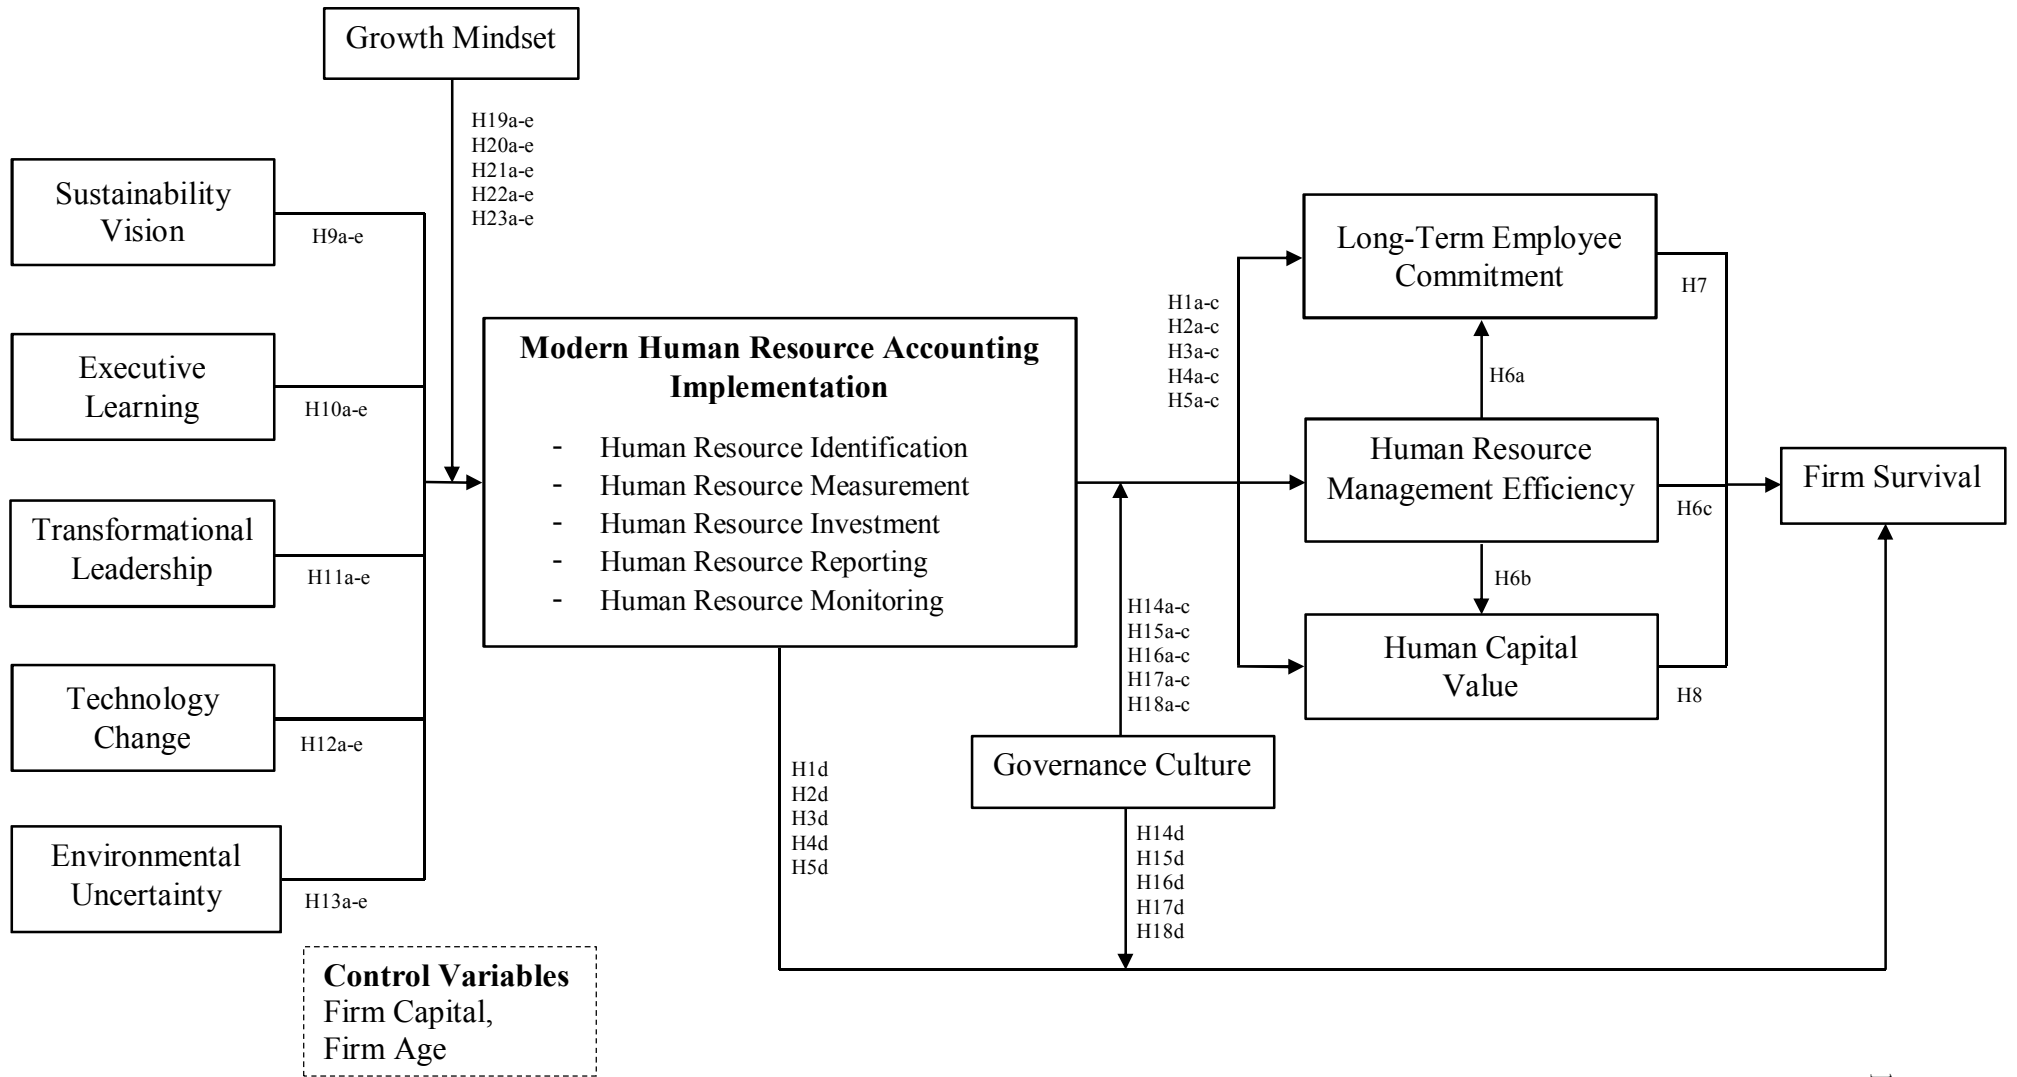 Growth Mindset
H19a-e
H20a-e
H21a-e
H22a-e
H23a-e
Sustainability
Vision
H9a-e
Executive
Learning
H10a-e
Transformational
Leadership
H11a-e
Technology
Change
H12a-e
Environmental
Uncertainty
H13a-e
Modern Human Resource Accounting
Implementation
- Human Resource Identification
- Human Resource Measurement
- Human Resource Investment
- Human Resource Reporting
- Human Resource Monitoring
H1a-c
H2a-c
H3a-c
H4a-c
H5a-c
Long-Term Employee
Commitment
H7
H6a
Human Resource
Management Efficiency
H6c
H6b
Human Capital
Value
H8
Firm Survival
H14a-c
H15a-c
H16a-c
H17a-c
H18a-c
Governance Culture
H1d
H2d
H3d
H4d
H5d
H14d
H15d
H16d
H17d
H18d
Control Variables
Firm Capital,
Firm Age